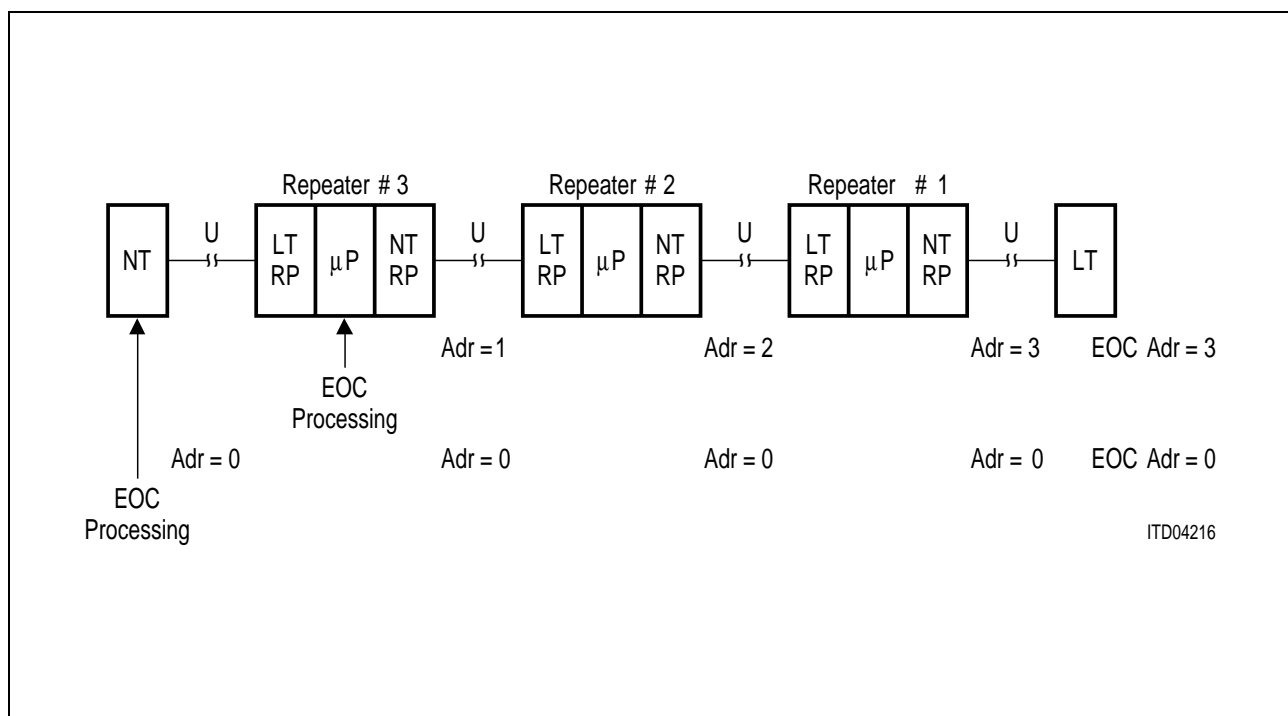 Repeater # 3 Repeater # 2 Repeater # 1
NT U LT RP µP NT RP U LT RP µP NT RP U LT RP µP NT RP U LT
Adr = 1 Adr = 2 Adr = 3 EOC Adr = 3
EOC
Processing
Adr = 0 Adr = 0 Adr = 0 Adr = 0 EOC Adr = 0
EOC
Processing
ITD04216